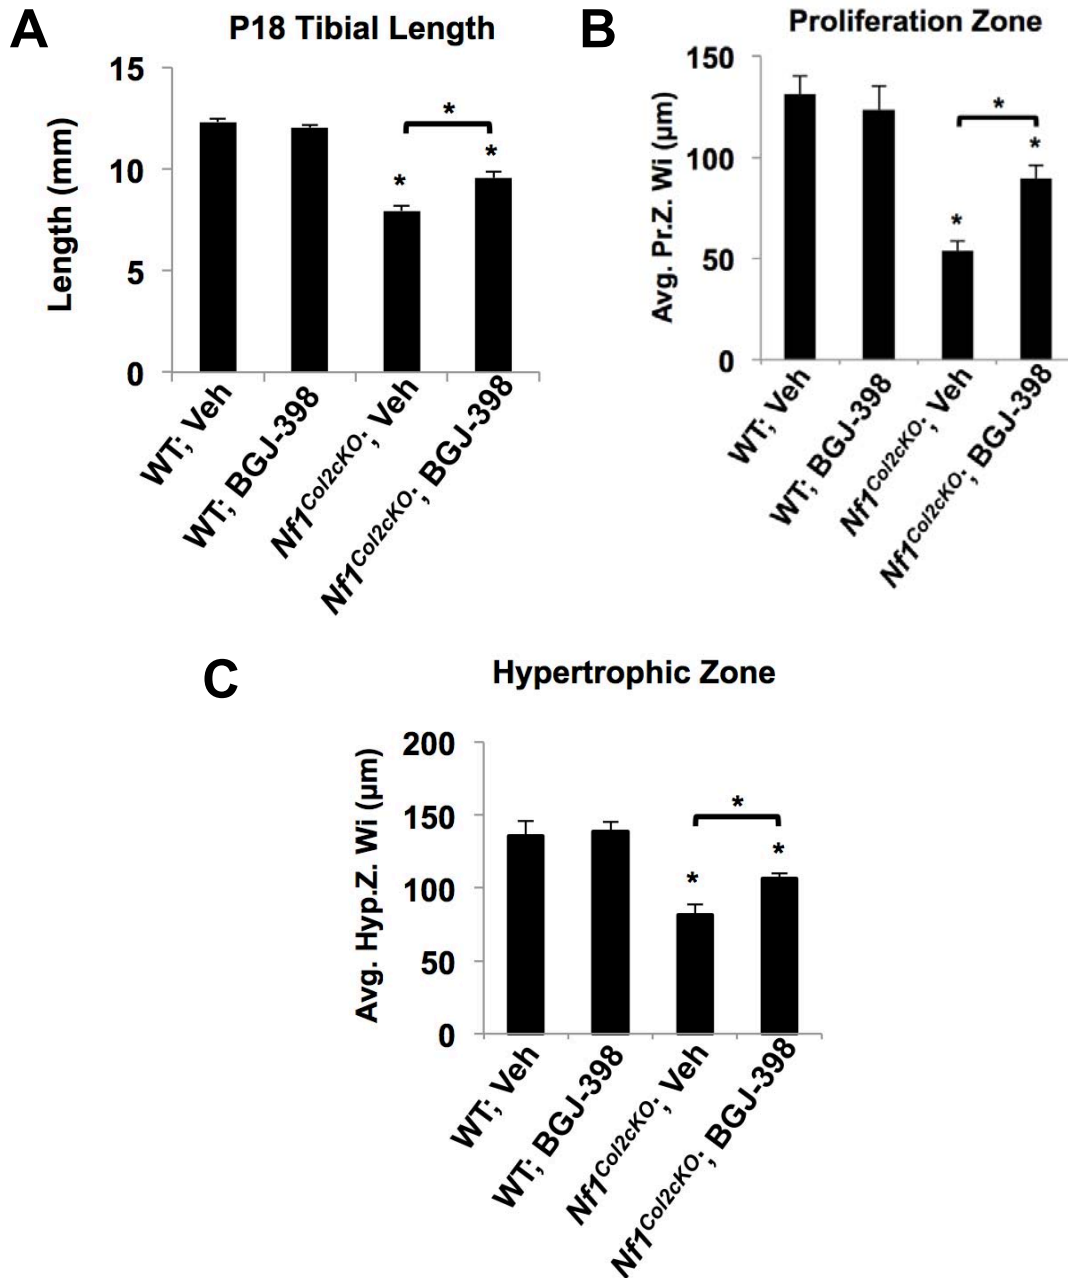 A
P18 Tibial Length
Length (mm)
15
10
5
0
*
*
*
WT; Veh
WT; BGJ-398
Nf1Col2cKO; Veh
Nf1Col2cKO; BGJ-398
B
Proliferation Zone
Avg. Pr.Z. Wi (µm)
150
100
50
0
*
*
*
WT; Veh
WT; BGJ-398
Nf1Col2cKO; Veh
Nf1Col2cKO; BGJ-398
C
Hypertrophic Zone
Avg. Hyp.Z. Wi (µm)
200
150
100
50
0
*
*
*
WT; Veh
WT; BGJ-398
Nf1Col2cKO; Veh
Nf1Col2cKO; BGJ-398